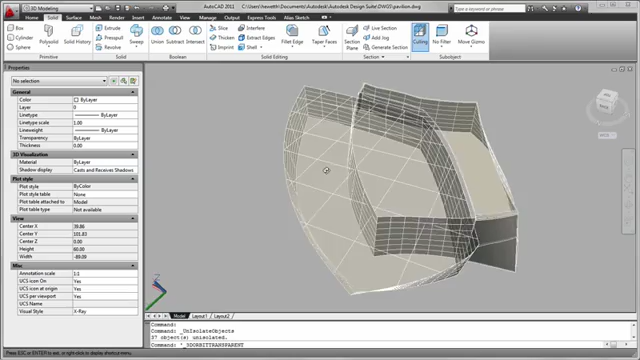 3D Modeling
AutoCAD 2011 C:\Users\hewetth\Documents\Autodesk\Autodesk Design Suite\DWGS\pavilion.dwg
Home Solid Surface Mesh Render Parametric Insert Annotate View Manage Output Express Tools Alias Sketch
Box Polysolid Solid History Extrude Sweep Union Subtract Intersect Slice Interfere Fillet Edge Taper Faces Section Plane Live Section Culling No Filter Move Gizmo
Cylinder Revolve Thicken Extract Edges Add Jog
Sphere Presspull Imprint Offset Edge Generate Section
Primitive Solid Boolean Solid Editing Section Subobject
Properties
No selection
General
Color ByLayer
Layer 0
Linetype ByLayer
Linetype scale 1.00
Lineweight ByLayer
Transparency ByLayer
Thickness 0.00
3D Visualization
Material ByLayer
Shadow display Casts and Receives Shadows
Plot style
Plot style ByColor
Plot style table None
Plot table attached to Model
Plot table type Not available
View
Center X 39.86
Center Y 101.83
Center Z 0.00
Height 60.00
Misc
Annotation scale 1:1
UCS icon On Yes
UCS icon at origin Yes
UCS per viewport Yes
UCS Name
Visual Style X-Ray
Model Layout1 Layout2
Command:
Command: _UnIsolateObjects
37 object(s) unisolated.
Command: '_3DORBITTRANSPARENT
Press ESC or ENTER to exit, or right-click to display shortcut-menu.